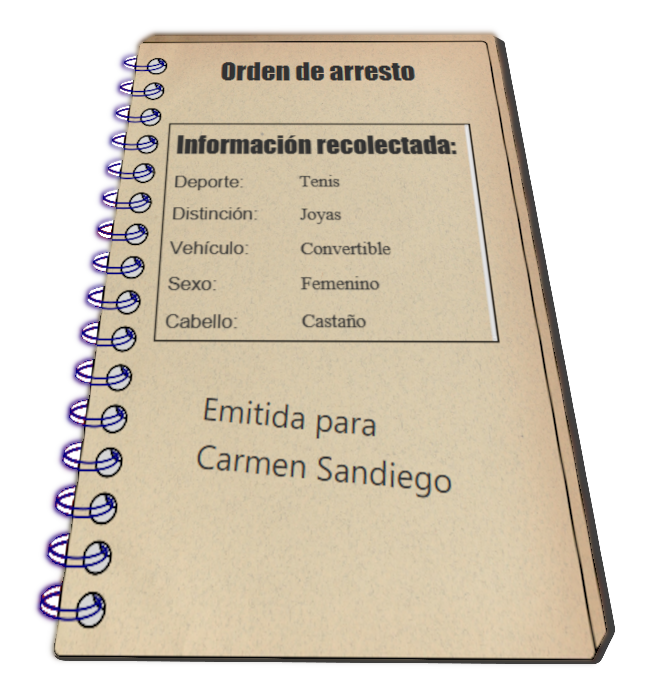 Orden de arresto
Información recolectada:
Deporte: Tenis
Distinción: Joyas
Vehículo: Convertible
Sexo: Femenino
Cabello: Castaño
Emitida para
Carmen Sandiego